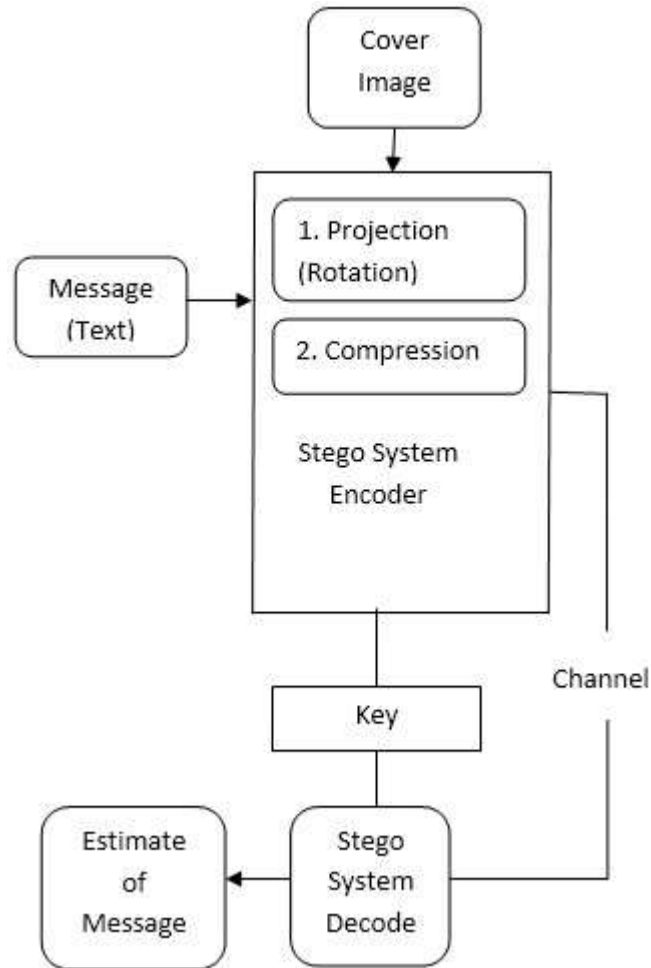 Cover
Image
1. Projection
(Rotation)
Message
(Text)
2. Compression
Stego System
Encoder
Channel
Key
Estimate
of
Message
Stego
System
Decode